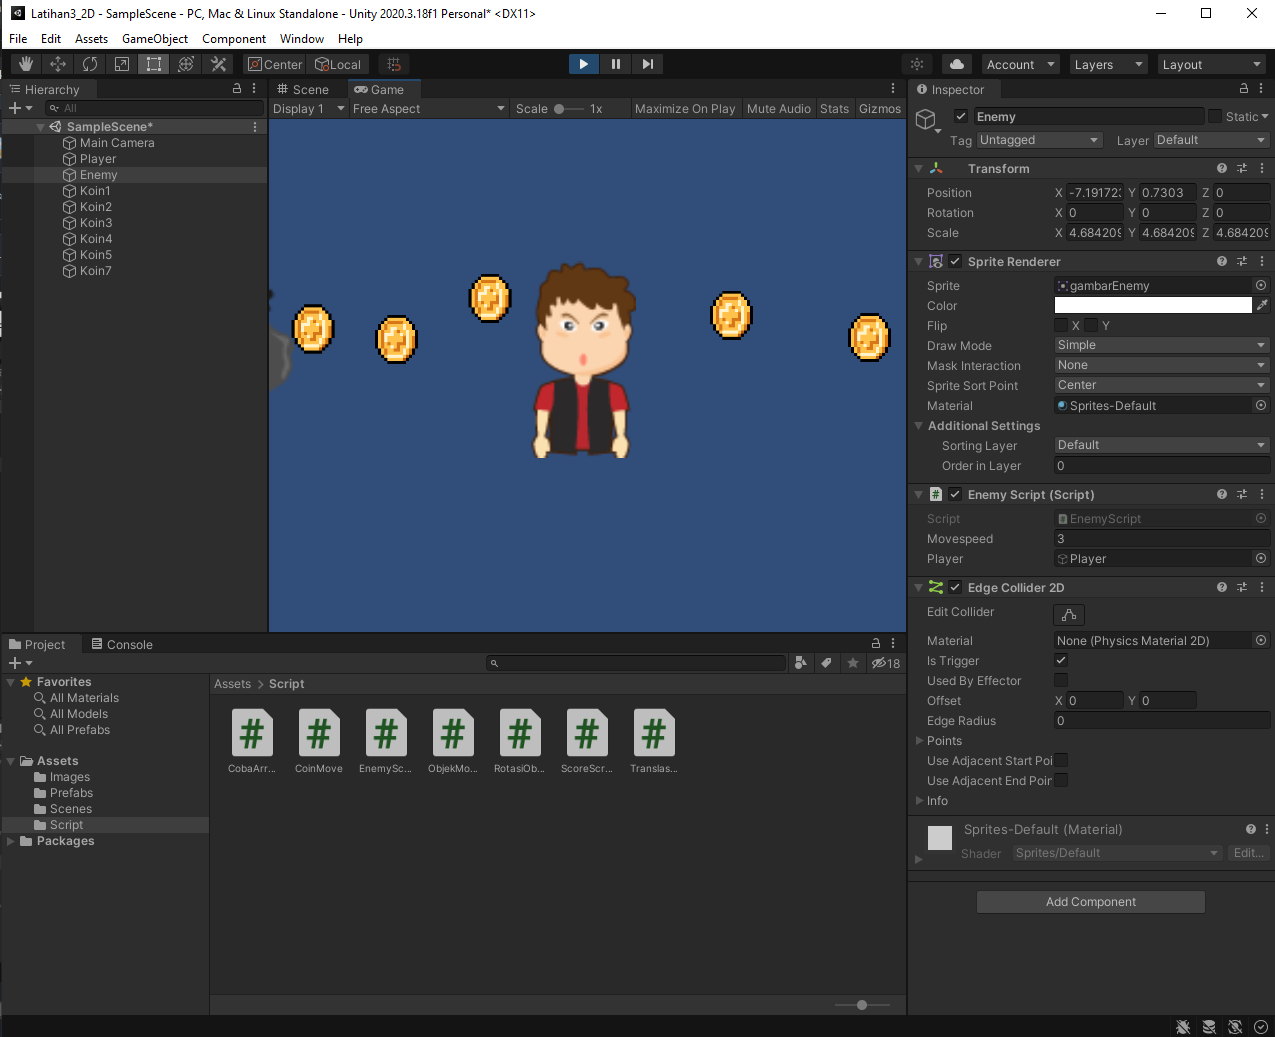 Latihan3_2D - SampleScene - PC, Mac & Linux Standalone - Unity 2020.3.18f1 Personal* <DX11>
File Edit Assets GameObject Component Window Help
Center Local Account Layers Layout
Hierarchy
All
SampleScene*
Main Camera
Player
Enemy
Koin1
Koin2
Koin3
Koin4
Koin5
Koin7
Scene Game
Display 1 Free Aspect Scale 1x Maximize On Play Mute Audio Stats Gizmos
Inspector
Enemy Static
Tag Untagged Layer Default
Transform
Position X -7.191723 Y 0.7303 Z 0
Rotation X 0 Y 0 Z 0
Scale X 4.684209 Y 4.684209 Z 4.684209
Sprite Renderer
Sprite gambarEnemy
Color
Flip X Y
Draw Mode Simple
Mask Interaction None
Sprite Sort Point Center
Material Sprites-Default
Additional Settings
Sorting Layer Default
Order in Layer 0
# Enemy Script (Script)
Script EnemyScript
Movespeed 3
Player Player
Edge Collider 2D
Edit Collider
Material None (Physics Material 2D)
Is Trigger
Used By Effector
Offset X 0 Y 0
Edge Radius 0
Points
Use Adjacent Start Poi
Use Adjacent End Poin
Info
Sprites-Default (Material)
Shader Sprites/Default Edit...
Add Component
Project Console
18
Favorites
All Materials
All Models
All Prefabs
Assets
Images
Prefabs
Scenes
Script
Packages
Assets > Script
# # # # # # #
CobaArr... CoinMove EnemySc... ObjekMo... RotasiOb... ScoreScr... Translas...